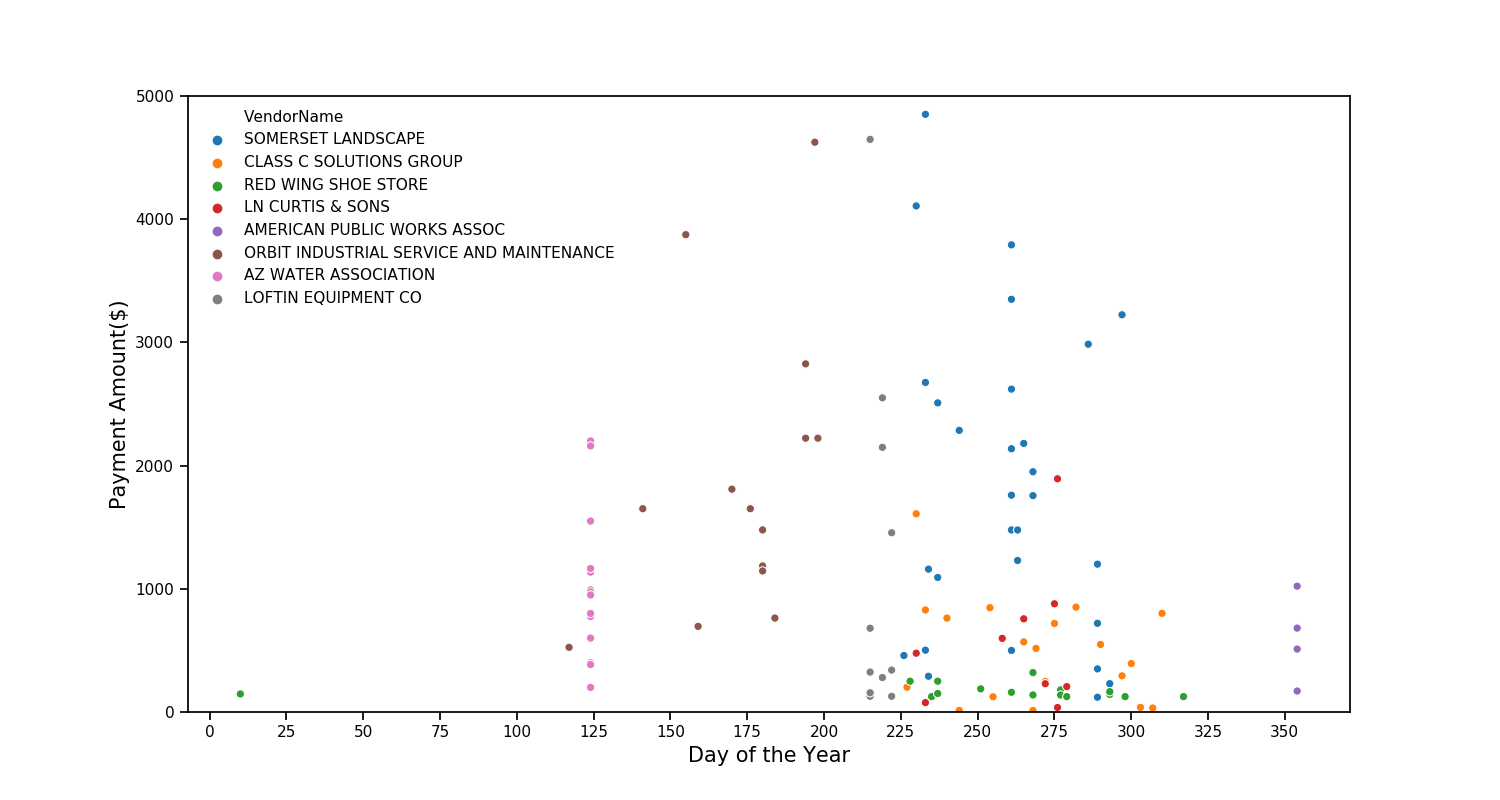 VendorName
SOMERSET LANDSCAPE
CLASS C SOLUTIONS GROUP
RED WING SHOE STORE
LN CURTIS & SONS
AMERICAN PUBLIC WORKS ASSOC
ORBIT INDUSTRIAL SERVICE AND MAINTENANCE
AZ WATER ASSOCIATION
LOFTIN EQUIPMENT CO
Payment Amount($)
5000
4000
3000
2000
1000
0
0 25 50 75 100 125 150 175 200 225 250 275 300 325 350
Day of the Year